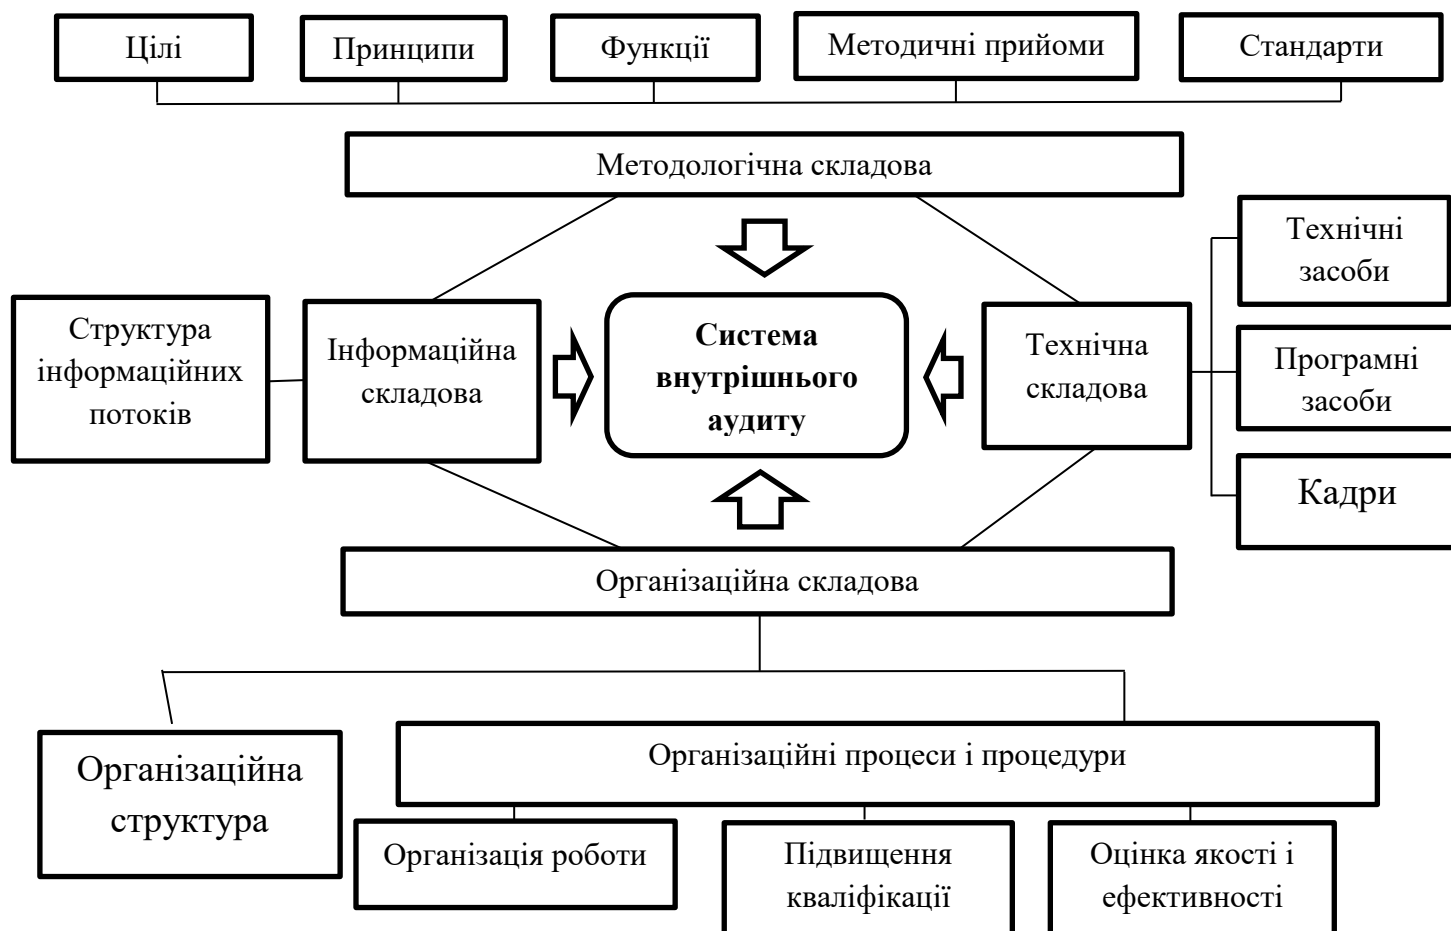 Цілі
Принципи
Функції
Методичні прийоми
Стандарти
Методологічна складова
Структура
інформаційних
потоків
Інформаційна
складова
Система
внутрішнього
аудиту
Технічна
складова
Технічні
засоби
Програмні
засоби
Кадри
Організаційна складова
Організаційна
структура
Організаційні процеси і процедури
Організація роботи
Підвищення
кваліфікації
Оцінка якості і
ефективності